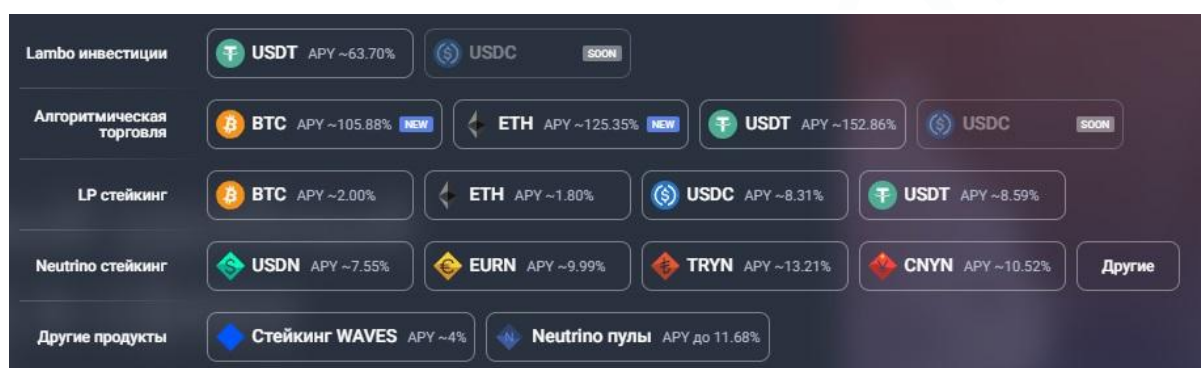 Lambo инвестиции USDT APY ~63.70% USDC SOON
Алгоритмическая торговля BTC APY ~105.88% NEW ETH APY ~125.35% NEW USDT APY ~152.86% USDC SOON
LP стейкинг BTC APY ~2.00% ETH APY ~1.80% USDC APY ~8.31% USDT APY ~8.59%
Neutrino стейкинг USDN APY ~7.55% EURN APY ~9.99% TRYN APY ~13.21% CNYN APY ~10.52% Другие
Другие продукты Стейкинг WAVES APY ~4% Neutrino пулы APY до 11.68%